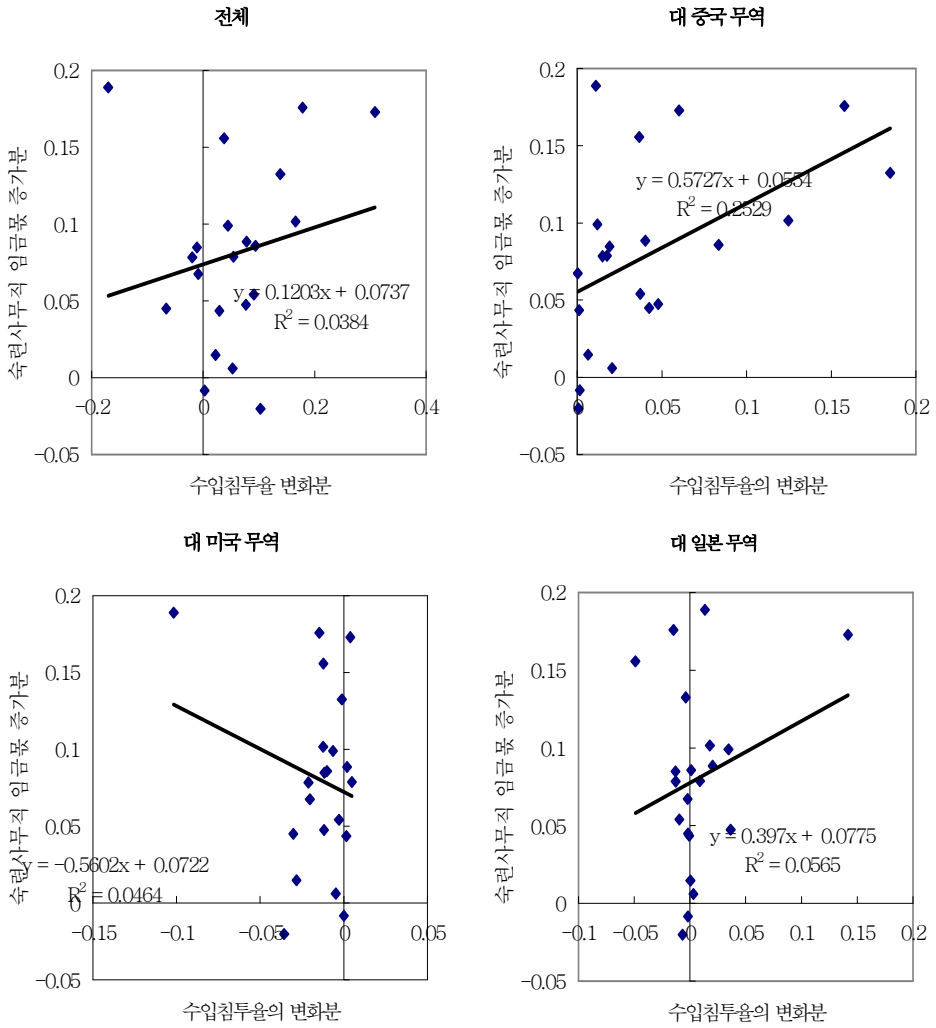 전체
0.2
0.15
0.1
0.05
0
-0.05
-0.2
0
0.2
0.4
숙련사무직 임금몫 증가분
y = 0.1203x + 0.0737
R² = 0.0384
수입침투율 변화분
대 중국 무역
0.2
0.15
0.1
0.05
0
-0.05
0
0.05
0.1
0.15
0.2
숙련사무직 임금몫 증가분
y = 0.5727x + 0.0554
R² = 0.2529
수입침투율의 변화분
대 미국 무역
0.2
0.15
0.1
0.05
0
-0.05
-0.15
-0.1
-0.05
0
0.05
숙련사무직 임금몫 증가분
y = -0.5602x + 0.0722
R² = 0.0464
수입침투율의 변화분
대 일본 무역
0.2
0.15
0.1
0.05
0
-0.05
-0.1
-0.05
0
0.05
0.1
0.15
0.2
숙련사무직 임금몫 증가분
y = 0.397x + 0.0775
R² = 0.0565
수입침투율의 변화분